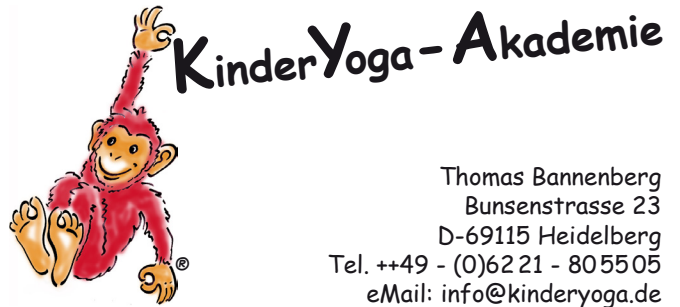 KinderYoga-Akademie
Thomas Bannenberg
Bunsenstrasse 23
D-69115 Heidelberg
Tel. ++49 - (0)6221 - 805505
®
eMail: info@kinderyoga.de